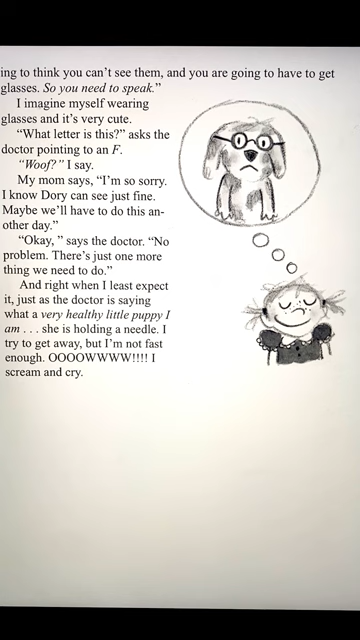 ing to think you can't see them, and you are going to have to get
glasses. So you need to speak."
I imagine myself wearing
glasses and it's very cute.
"What letter is this?" asks the
doctor pointing to an F.
"Woof?" I say.
My mom says, "I'm so sorry.
I know Dory can see just fine.
Maybe we'll have to do this an-
other day."
"Okay, " says the doctor. "No
problem. There's just one more
thing we need to do."
And right when I least expect
it, just as the doctor is saying
what a very healthy little puppy I
am . . . she is holding a needle. I
try to get away, but I'm not fast
enough. OOOOWWWW!!!! I
scream and cry.